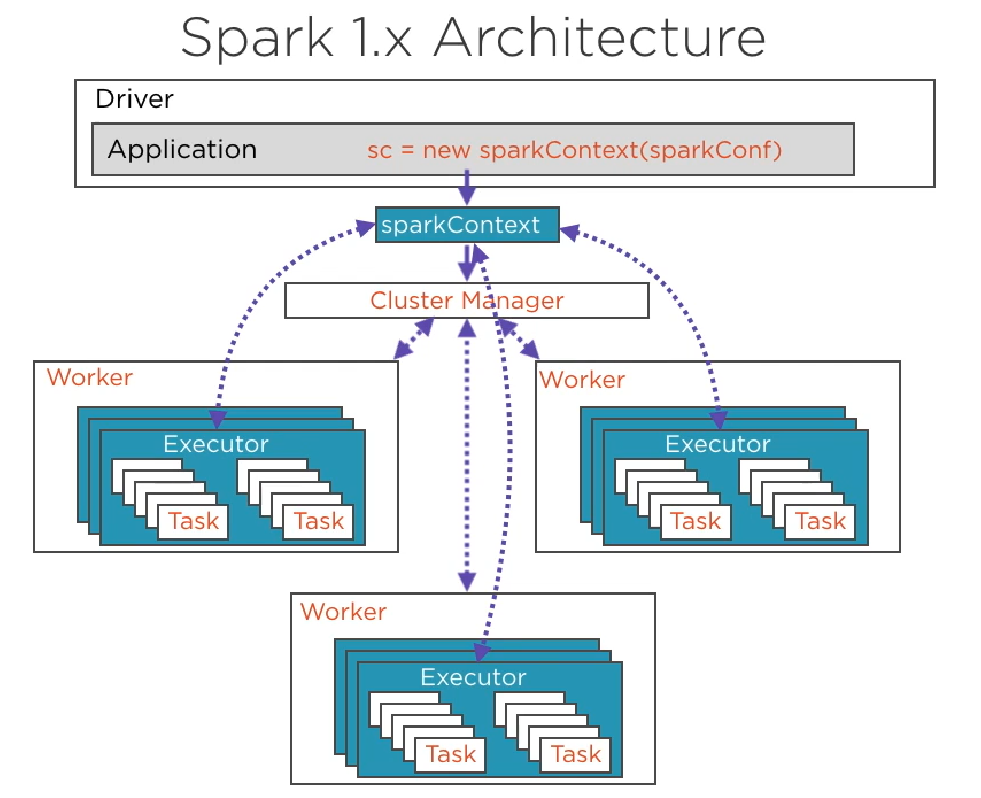 Spark 1.x Architecture
Driver
Application
sc = new sparkContext(sparkConf)
sparkContext
Cluster Manager
Worker
Executor
Task
Task
Worker
Executor
Task
Task
Worker
Executor
Task
Task